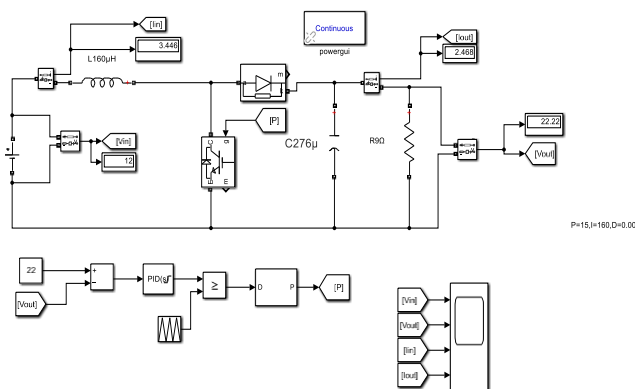 [Iin]
3.446
L160µH
Continuous
powergui
[Iout]
2.468
m
[P]
C276µ
R9Ω
[Vin]
12
C
g
E
m
22.22
[Vout]
P=15,I=160,D=0.00
22
+
−
PID(s)
≥
D
P
[P]
[Vout]
[Vin]
[Vout]
[Iin]
[Iout]